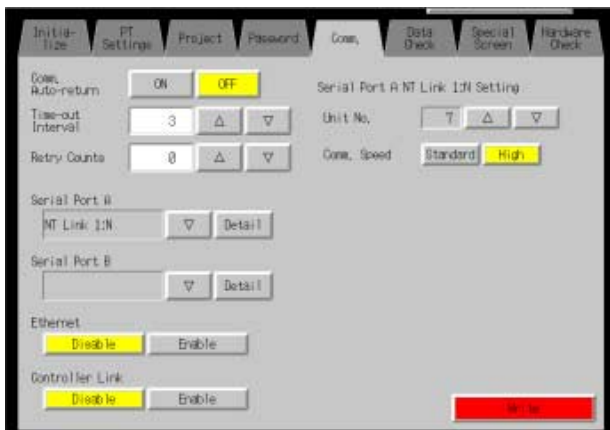 Initia-
lize
PT
Settings
Project
Password
Comm.
Data
Check
Special
Screen
Hardware
Check
Comm.
Auto-return
ON
OFF
Serial Port A NT Link 1:N Setting
Time-out
Interval
3
△
▽
Unit No.
7
△
▽
Retry Counts
0
△
▽
Comm. Speed
Standard
High
Serial Port A
NT Link 1:N
▽
Detail
Serial Port B
▽
Detail
Ethernet
Disable
Enable
Controller Link
Disable
Enable
Write